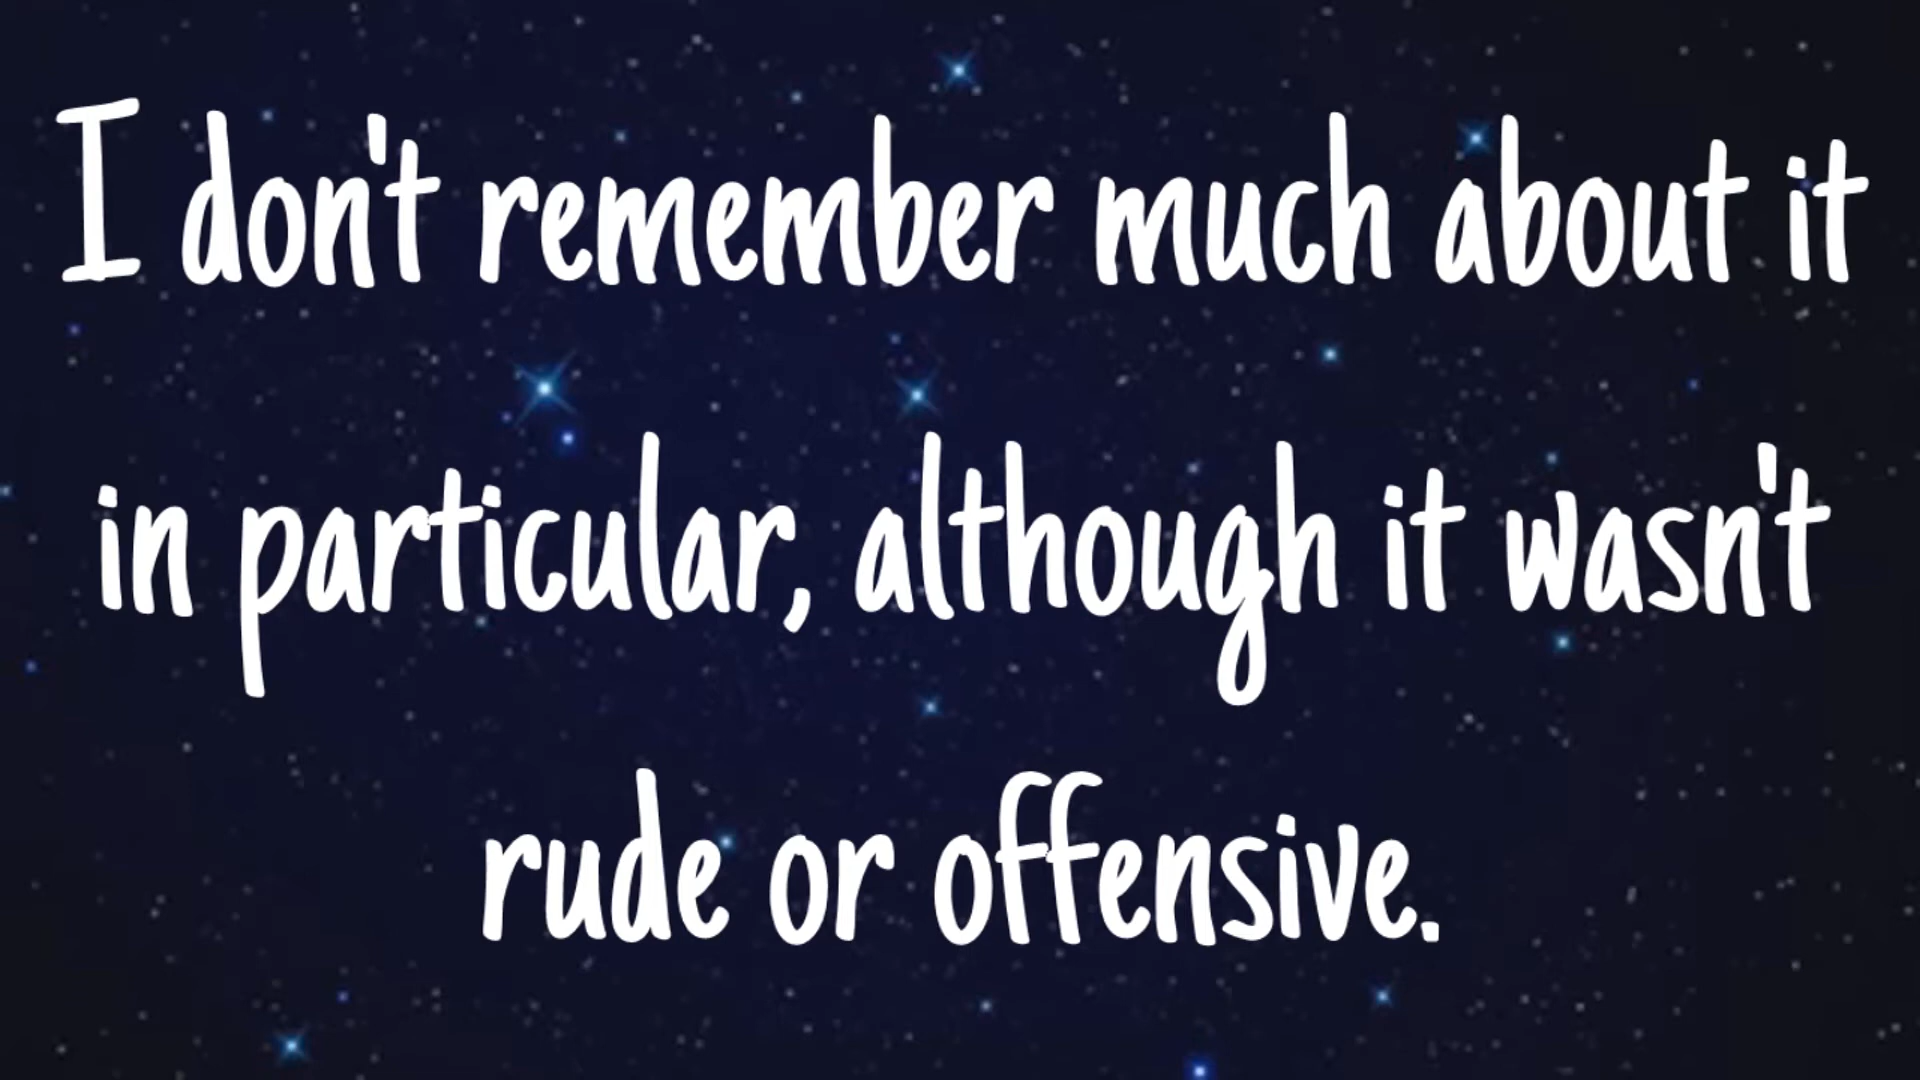 I don't remember much about it
in particular, although it wasn't
rude or offensive.